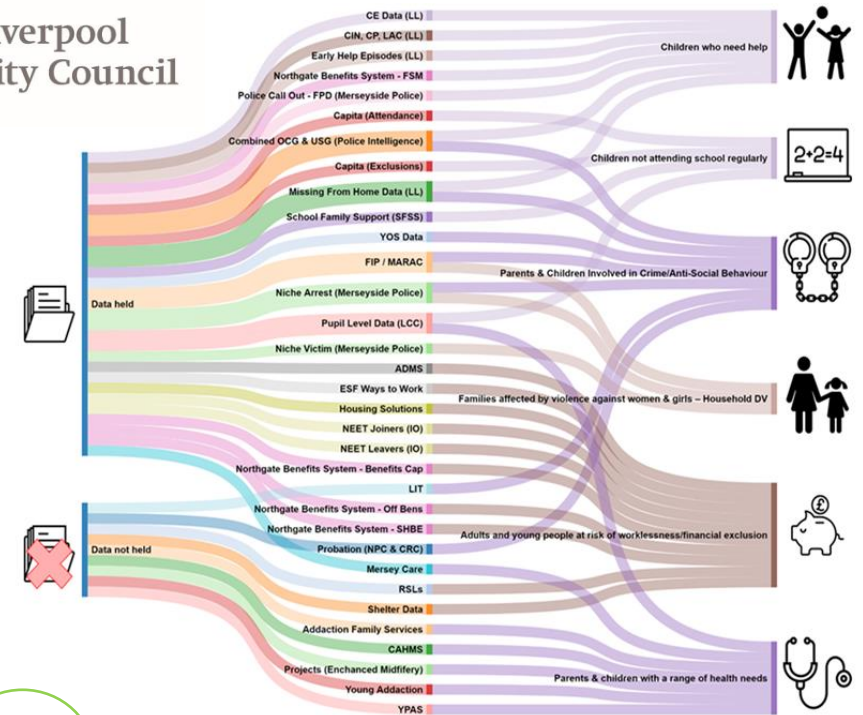 verpool
ity Council
CE Data (LL)
CIN, CP, LAC (LL)
Early Help Episodes (LL)
Northgate Benefits System - FSM
Police Call Out - FPD (Merseyside Police)
Capita (Attendance)
Combined OCG & USG (Police Intelligence)
Capita (Exclusions)
Missing From Home Data (LL)
School Family Support (SFSS)
YOS Data
FIP / MARAC
Niche Arrest (Merseyside Police)
Pupil Level Data (LCC)
Niche Victim (Merseyside Police)
ADMS
ESF Ways to Work
Housing Solutions
NEET Joiners (IO)
NEET Leavers (IO)
Northgate Benefits System - Benefits Cap
LIT
Northgate Benefits System - Off Bens
Northgate Benefits System - SHBE
Probation (NPC & CRC)
Mersey Care
RSLs
Shelter Data
Addaction Family Services
CAHMS
Projects (Enchanced Midfifery)
Young Addaction
YPAS
Data held
Data not held
Children who need help
Children not attending school regularly
2+2=4
Parents & Children Involved in Crime/Anti-Social Behaviour
Families affected by violence against women & girls – Household DV
£
Adults and young people at risk of worklessness/financial exclusion
Parents & children with a range of health needs